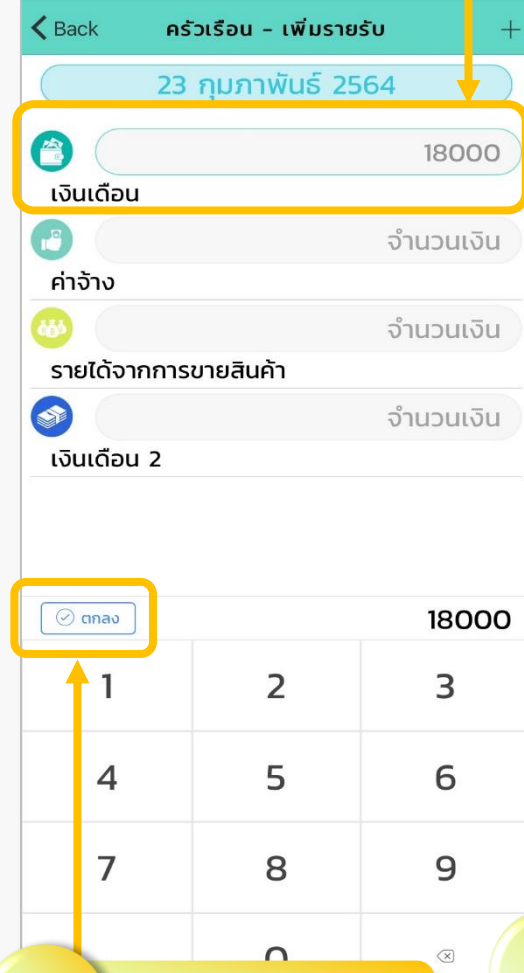 Back ครัวเรือน - เพิ่มรายรับ +
23 กุมภาพันธ์ 2564
18000
เงินเดือน
จำนวนเงิน
ค่าจ้าง
จำนวนเงิน
รายได้จากการขายสินค้า
จำนวนเงิน
เงินเดือน 2
ตกลง 18000
1 2 3
4 5 6
7 8 9
0